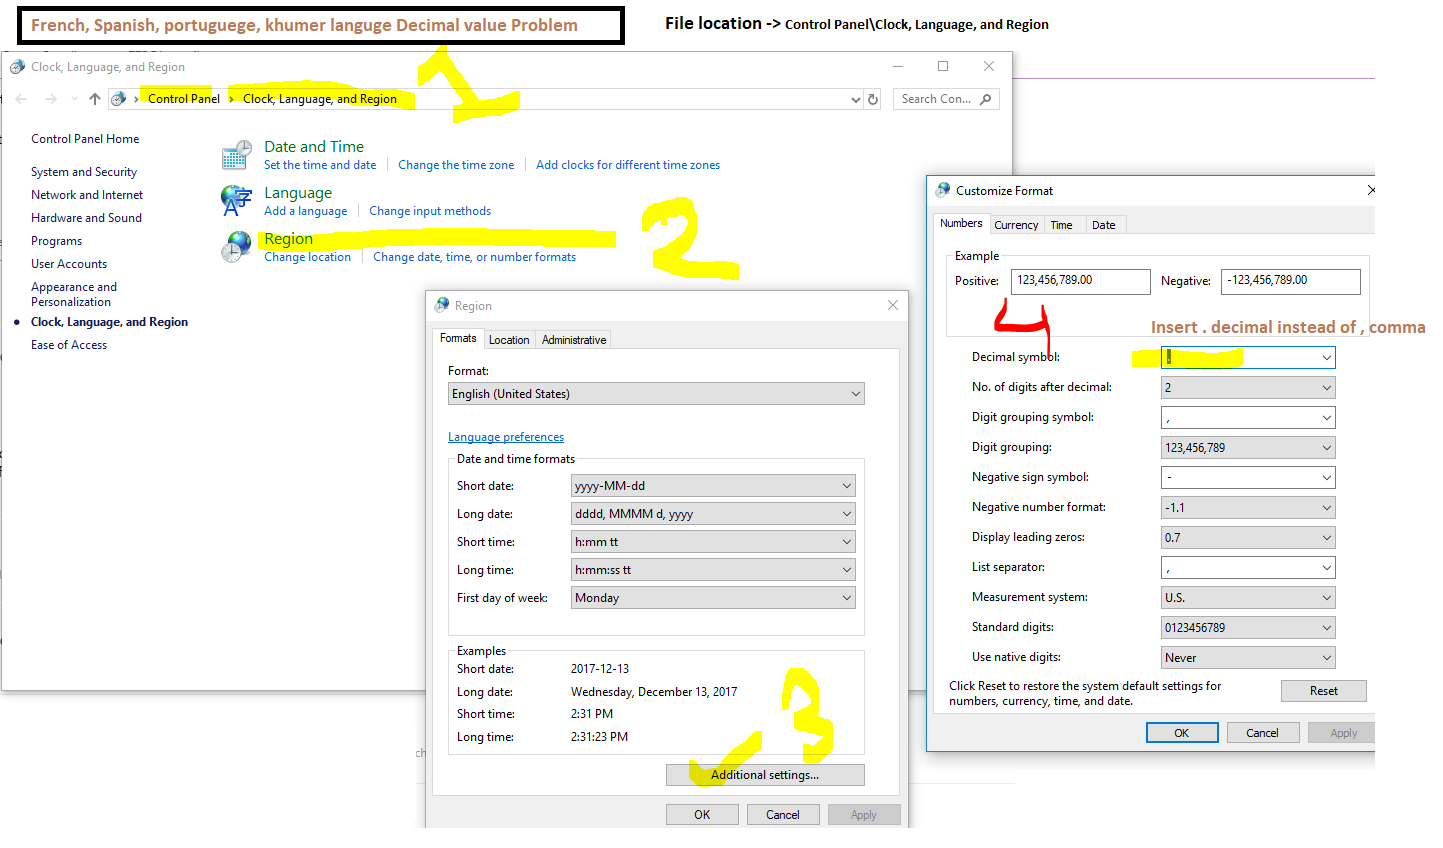 French, Spanish, portuguege, khumer languge Decimal value Problem
File location -> Control Panel\Clock, Language, and Region
Clock, Language, and Region
1
Control Panel > Clock, Language, and Region
Search Con...
Control Panel Home
System and Security
Network and Internet
Hardware and Sound
Programs
User Accounts
Appearance and
Personalization
Clock, Language, and Region
Ease of Access
Date and Time
Set the time and date
Change the time zone
Add clocks for different time zones
Language
Add a language
Change input methods
2
Region
Change location
Change date, time, or number formats
Region
Formats
Location
Administrative
Format:
English (United States)
Language preferences
Date and time formats
Short date: yyyy-MM-dd
Long date: dddd, MMMM d, yyyy
Short time: h:mm tt
Long time: h:mm:ss tt
First day of week: Monday
Examples
Short date: 2017-12-13
Long date: Wednesday, December 13, 2017
Short time: 2:31 PM
Long time: 2:31:23 PM
3
Additional settings...
OK
Cancel
Apply
Customize Format
Numbers
Currency
Time
Date
Example
Positive: 123,456,789.00
Negative: -123,456,789.00
4
Insert . decimal instead of , comma
Decimal symbol: .
No. of digits after decimal: 2
Digit grouping symbol: ,
Digit grouping: 123,456,789
Negative sign symbol: -
Negative number format: -1.1
Display leading zeros: 0.7
List separator: ,
Measurement system: U.S.
Standard digits: 0123456789
Use native digits: Never
Click Reset to restore the system default settings for
numbers, currency, time, and date.
Reset
OK
Cancel
Apply